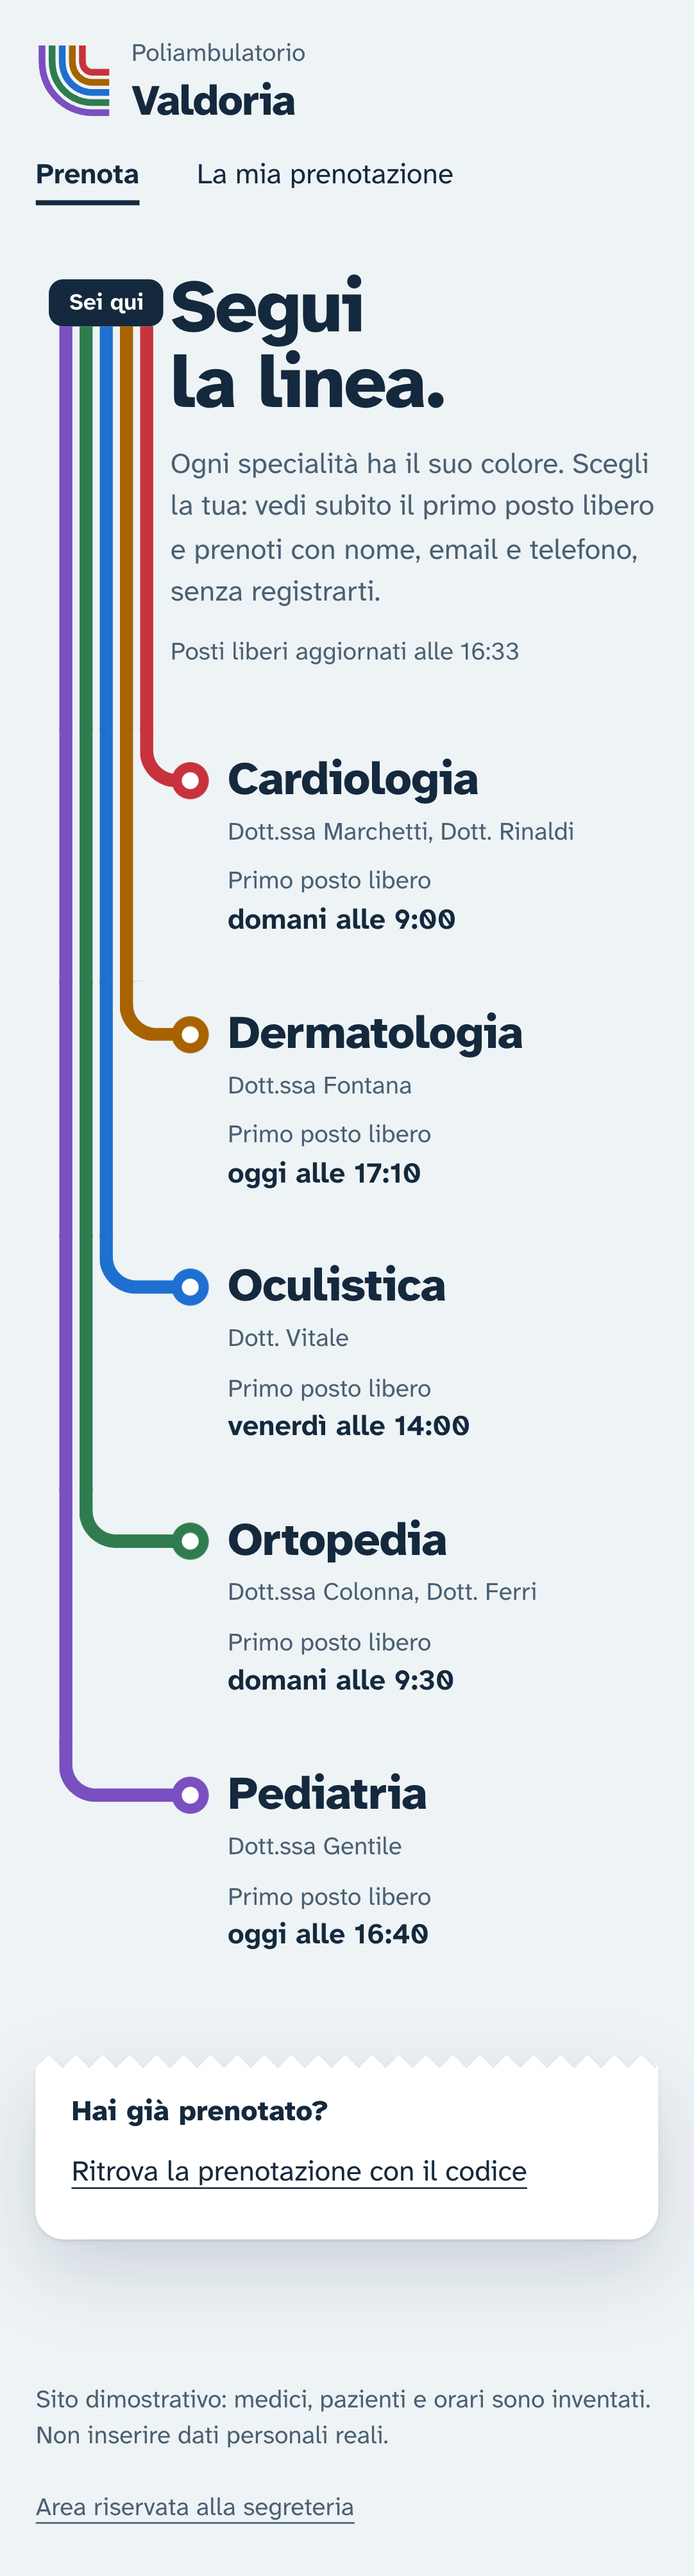 Poliambulatorio
Valdoria
Prenota
La mia prenotazione
Sei qui
Segui
la linea.
Ogni specialità ha il suo colore. Scegli
la tua: vedi subito il primo posto libero
e prenoti con nome, email e telefono,
senza registrarti.
Posti liberi aggiornati alle 16:33
Cardiologia
Dott.ssa Marchetti, Dott. Rinaldi
Primo posto libero
domani alle 9:00
Dermatologia
Dott.ssa Fontana
Primo posto libero
oggi alle 17:10
Oculistica
Dott. Vitale
Primo posto libero
venerdì alle 14:00
Ortopedia
Dott.ssa Colonna, Dott. Ferri
Primo posto libero
domani alle 9:30
Pediatria
Dott.ssa Gentile
Primo posto libero
oggi alle 16:40
Hai già prenotato?
Ritrova la prenotazione con il codice
Sito dimostrativo: medici, pazienti e orari sono inventati.
Non inserire dati personali reali.
Area riservata alla segreteria